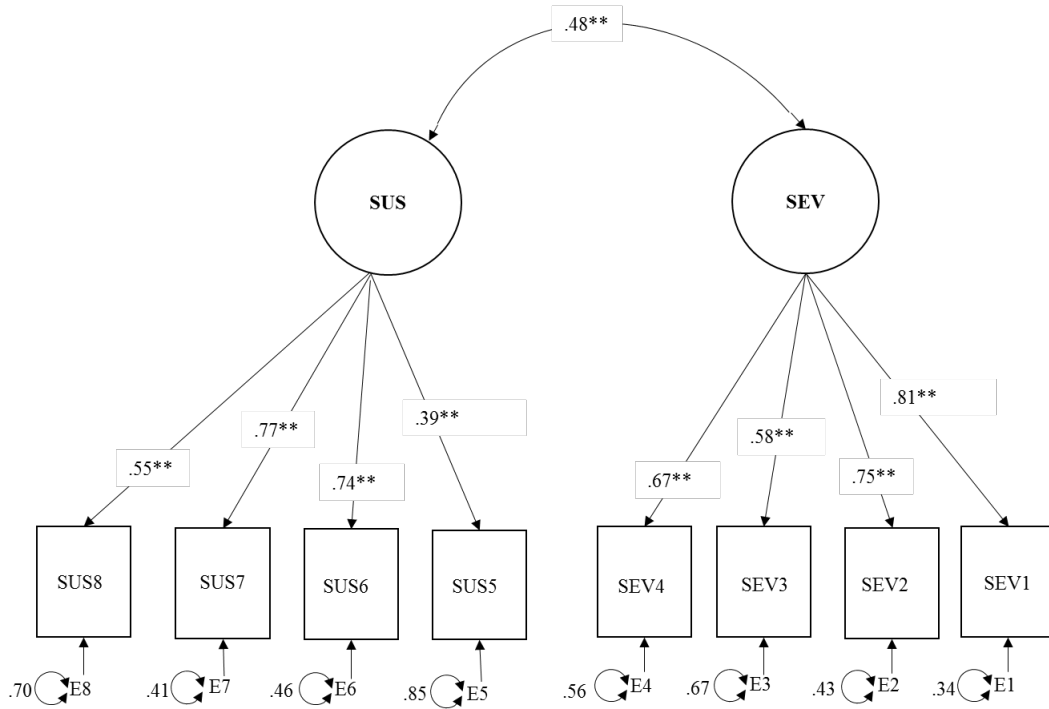 .48**
SUS
SEV
.55**
.77**
.74**
.39**
.67**
.58**
.75**
.81**
SUS8
SUS7
SUS6
SUS5
SEV4
SEV3
SEV2
SEV1
.70 E8
.41 E7
.46 E6
.85 E5
.56 E4
.67 E3
.43 E2
.34 E1